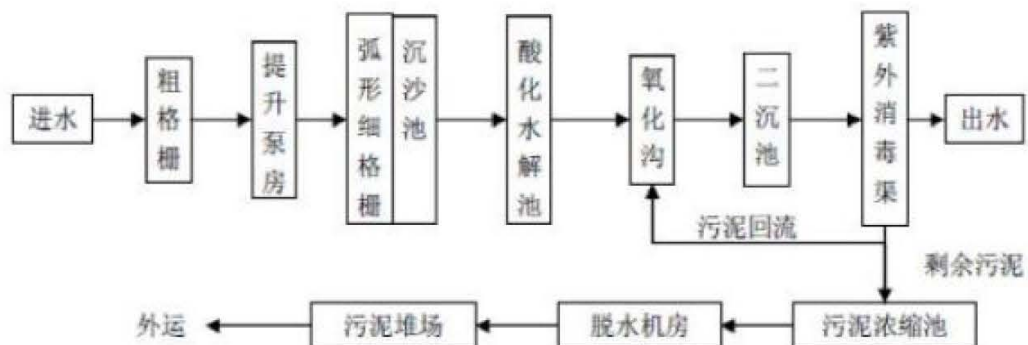 进水
粗格栅
提升泵房
弧形细格栅
沉沙池
酸化水解池
氧化沟
二沉池
紫外消毒渠
出水
污泥回流
剩余污泥
外运
污泥堆场
脱水机房
污泥浓缩池